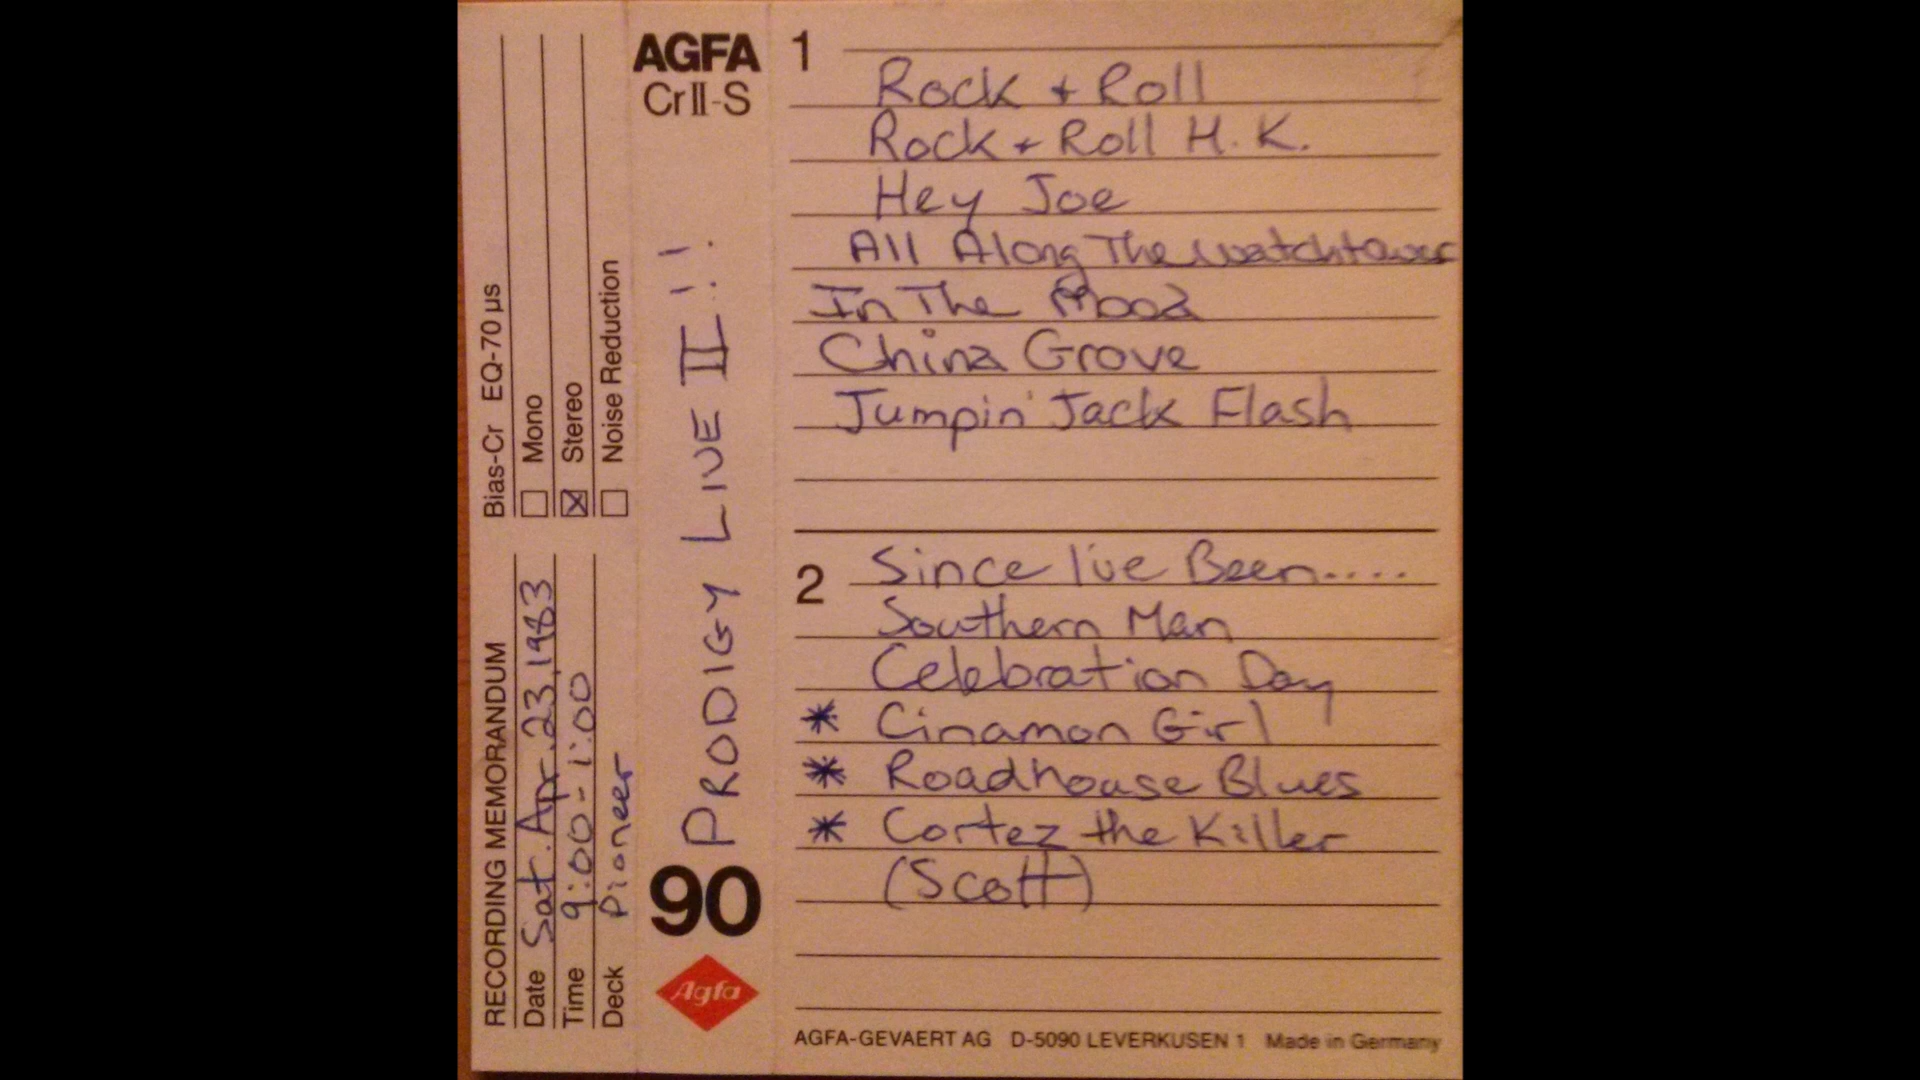 AGFA
Cr II-S
PRODIGY LIVE II!!
90
Agfa
Bias-Cr EQ-70 µs
Mono
Stereo
Noise Reduction
RECORDING MEMORANDUM
Date Sat. Apr. 23, 1983
Time 9:00 - 1:00
Deck Pioneer
1
Rock + Roll
Rock + Roll H. K.
Hey Joe
All Along The Watchtower
In The Mood
China Grove
Jumpin' Jack Flash
2
Since I've Been.....
Southern Man
Celebration Day
* Cinamon Girl
* Roadhouse Blues
* Cortez the Killer
(Scott)
AGFA-GEVAERT AG D-5090 LEVERKUSEN 1 Made in Germany